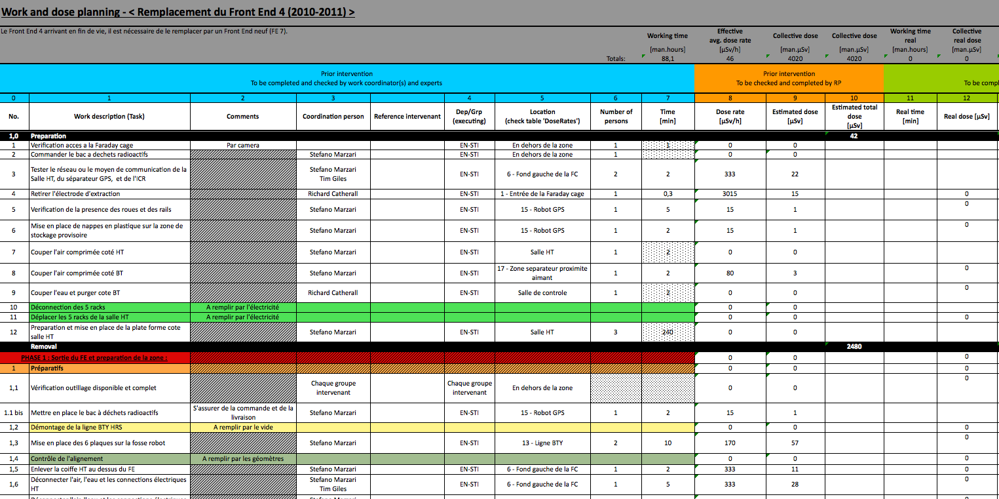 Work and dose planning - < Remplacement du Front End 4 (2010-2011) >
Le Front End 4 arrivant en fin de vie, il est nécessaire de le remplacer par un Front End neuf (FE 7).
Working time Effective avg. dose rate Collective dose Collective dose Working time real Collective real dose
[man.hours] [µSv/h] [man.µSv] [man.µSv] [man.hours] [man.µSv]
Totals: 88,1 46 4020 4020 0 0
Prior intervention
To be completed and checked by work coordinator(s) and experts
Prior intervention
To be checked and completed by RP
To be compl
0 1 2 3 4 5 6 7 8 9 10 11 12
No. Work description (Task) Comments Coordination person Reference intervenant Dep/Grp (executing) Location (check table 'DoseRates') Number of persons Time [min] Dose rate [µSv/h] Estimated dose [µSv] Estimated total dose [µSv] Real time [min] Real dose [µSv]
1,0 Preparation 42
1 Verification acces a la Faraday cage Par camera EN-STI En dehors de la zone 1 1 0 0
2 Commander le bac a dechets radioactifs Stefano Marzari EN-STI En dehors de la zone 1 0 0
3 Tester le réseau ou le moyen de communication de la Salle HT, du séparateur GPS, et de l'ICR Stefano Marzari Tim Giles EN-STI 6 - Fond gauche de la FC 2 2 333 22
4 Retirer l'électrode d'extraction Richard Catherall EN-STI 1 - Entrée de la Faraday cage 1 0,3 3015 15 0
5 Verification de la presence des roues et des rails Stefano Marzari EN-STI 15 - Robot GPS 1 5 15 1 0
6 Mise en place de nappes en plastique sur la zone de stockage provisoire Stefano Marzari EN-STI 15 - Robot GPS 1 2 15 1 0
7 Couper l'air comprimée coté HT Stefano Marzari EN-STI Salle HT 1 2 0 0
8 Couper l'air comprimée coté BT Stefano Marzari EN-STI 17 - Zone separateur proximite aimant 1 2 80 3 0
9 Couper l'eau et purger cote BT Richard Catherall EN-STI Salle de controle 1 2 0 0 0
10 Déconnection des 5 racks A remplir par l'électricité 0 0
11 Déplacer les 5 racks de la salle HT A remplir par l'électricité 0 0 0
12 Preparation et mise en place de la plate forme cote salle HT Stefano Marzari EN-STI Salle HT 3 240 0 0
Removal 2480
PHASE 1 : Sortie du FE et preparation de la zone : 0 0 0
1 Préparatifs 0 0 0
1,1 Vérification outillage disponible et complet Chaque groupe intervenant Chaque groupe intervenant En dehors de la zone 0 0 0
1.1 bis Mettre en place le bac à déchets radioactifs S'assurer de la commande et de la livraison Stefano Marzari EN-STI 15 - Robot GPS 1 2 15 1
1,2 Démontage de la ligne BTY HRS A remplir par le vide 0 0 0
1,3 Mise en place des 6 plaques sur la fosse robot Stefano Marzari EN-STI 13 - Ligne BTY 2 10 170 57 0
1,4 Contrôle de l'alignement A remplir par les géomètres 0 0 0
1,5 Enlever la coiffe HT au dessus du FE Stefano Marzari EN-STI 6 - Fond gauche de la FC 1 2 333 11 0
1,6 Déconnecter l'air, l'eau et les connections électriques HT Stefano Marzari Tim Giles EN-STI 6 - Fond gauche de la FC 1 5 333 28 0